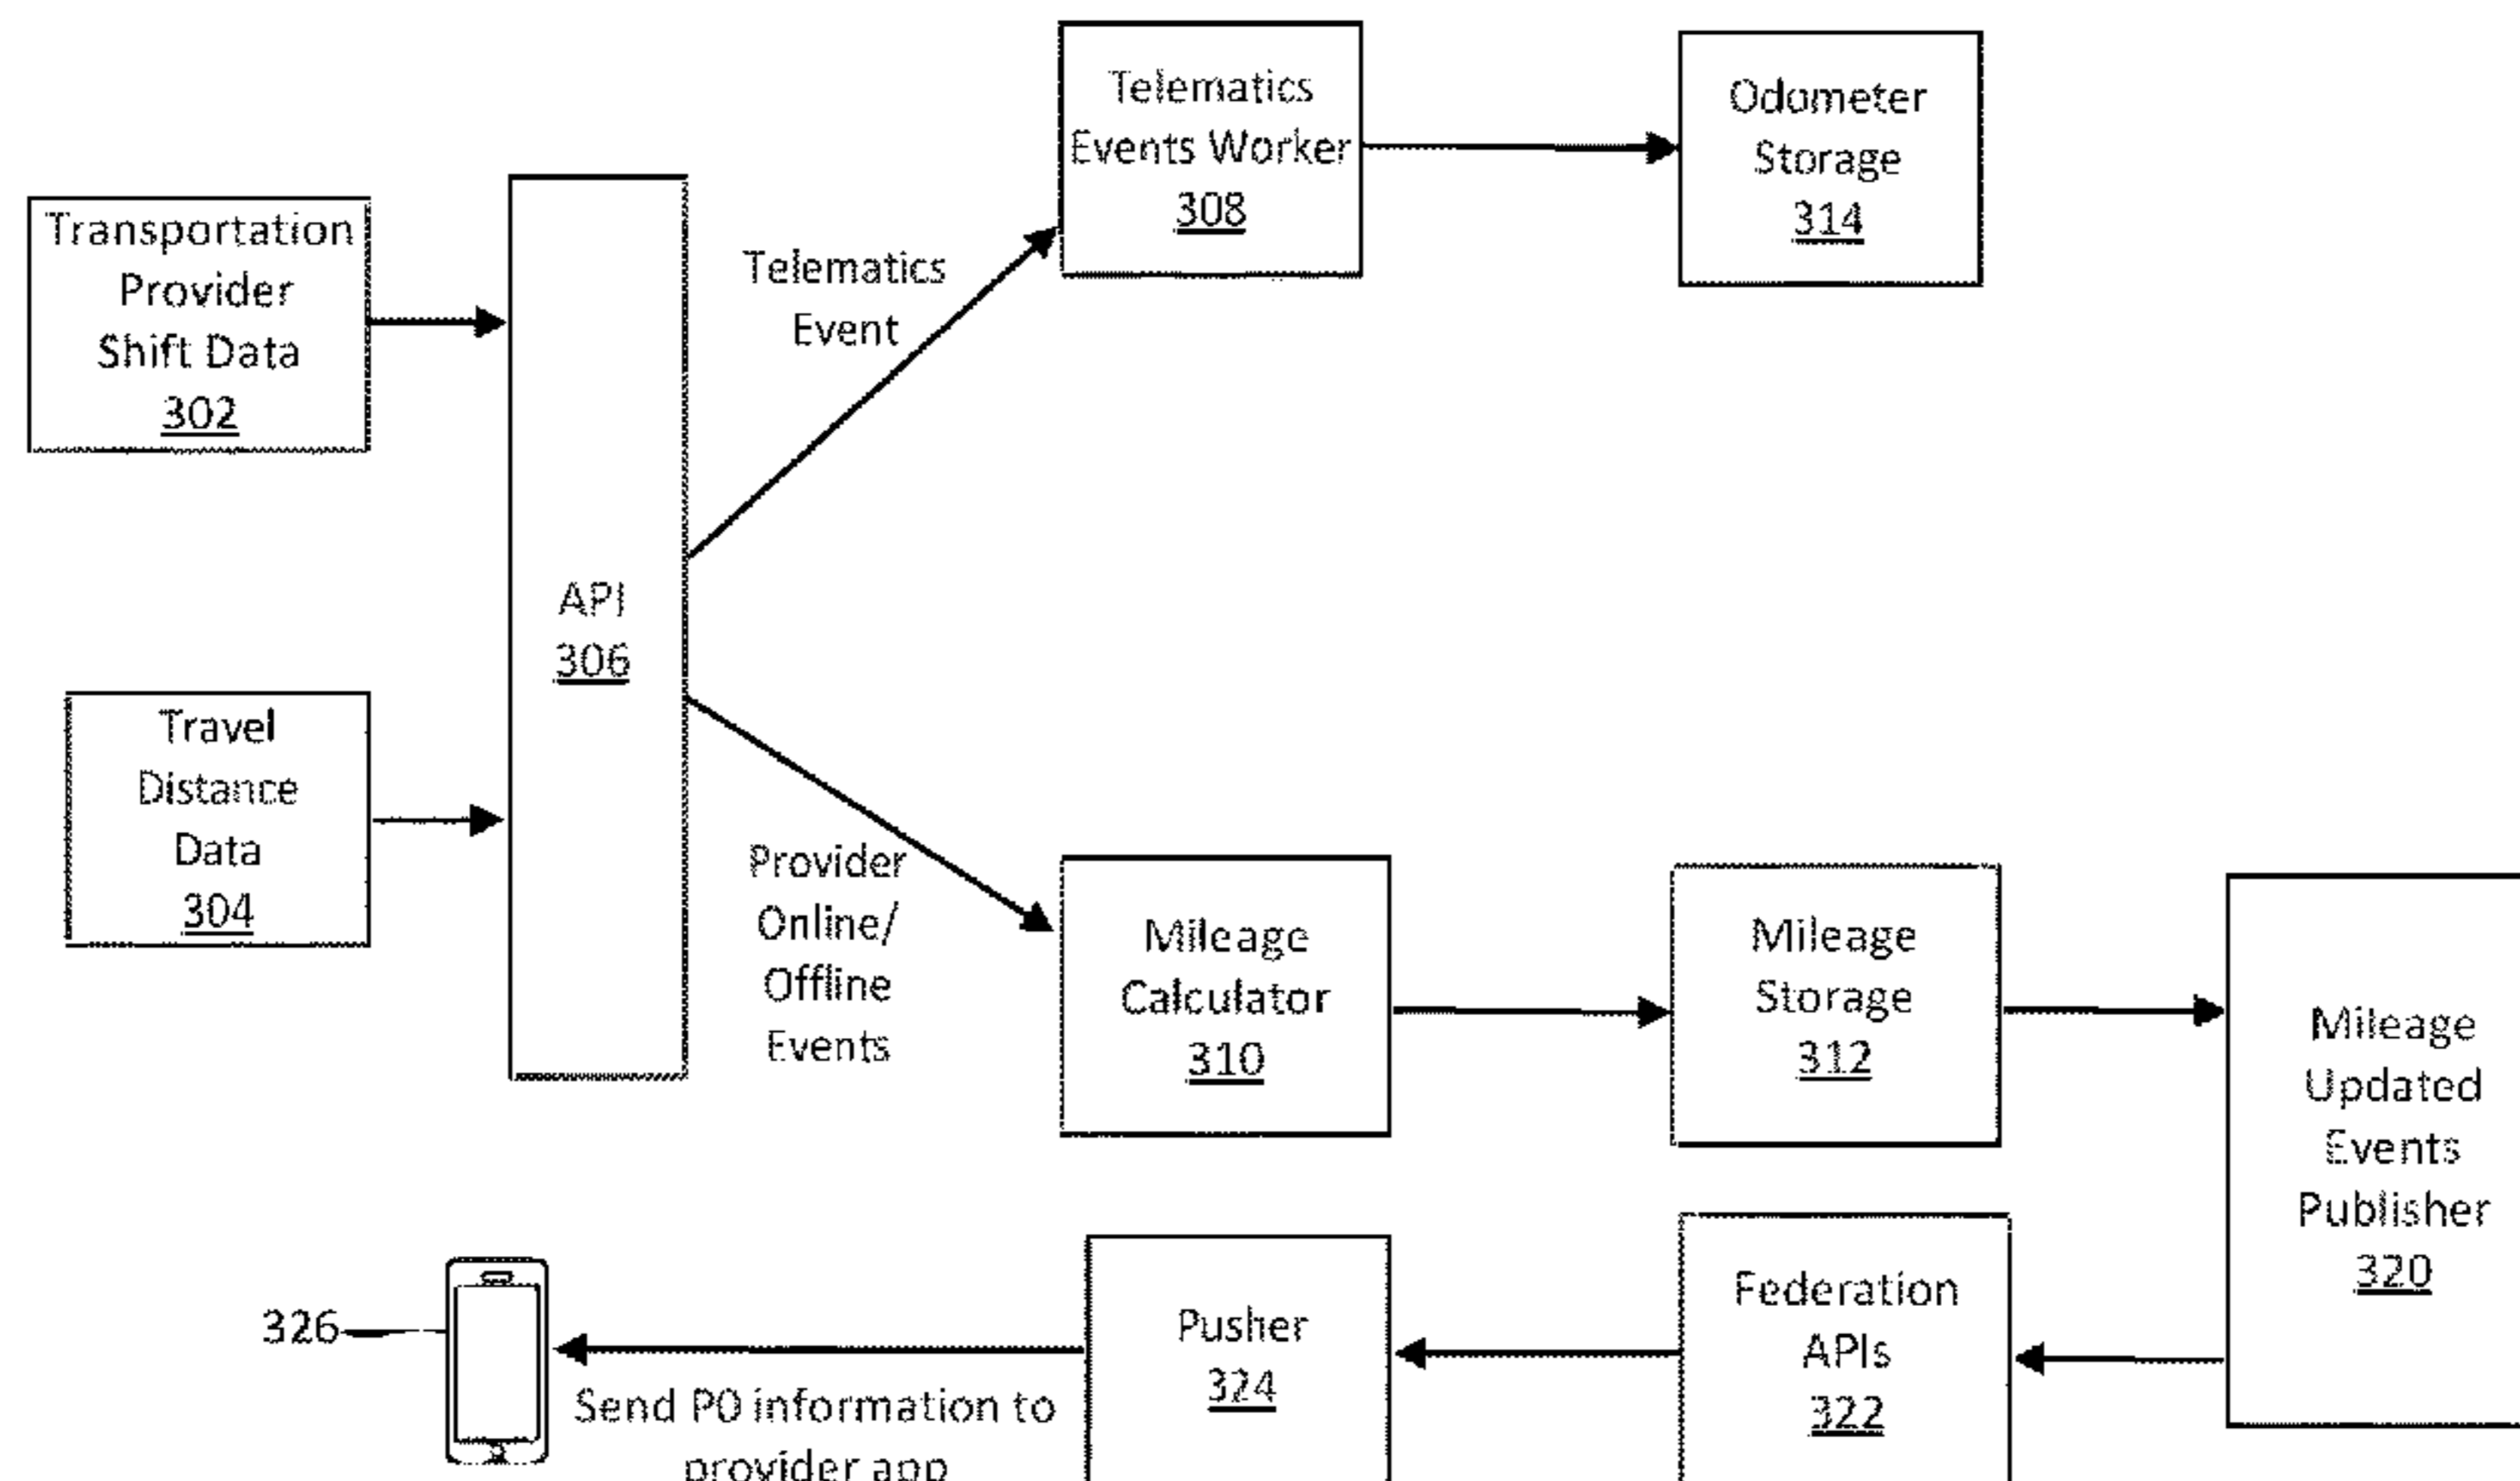 Transportation
Provider
Shift Data
302
Travel
Distance
Data
304
API
306
Telematics
Event
Provider
Online/
Offline
Events
Telematics
Events Worker
308
Odometer
Storage
314
Mileage
Calculator
310
Mileage
Storage
312
Mileage
Updated
Events
Publisher
320
Federation
APIs
322
Pusher
324
Send P0 information to
provider app
326